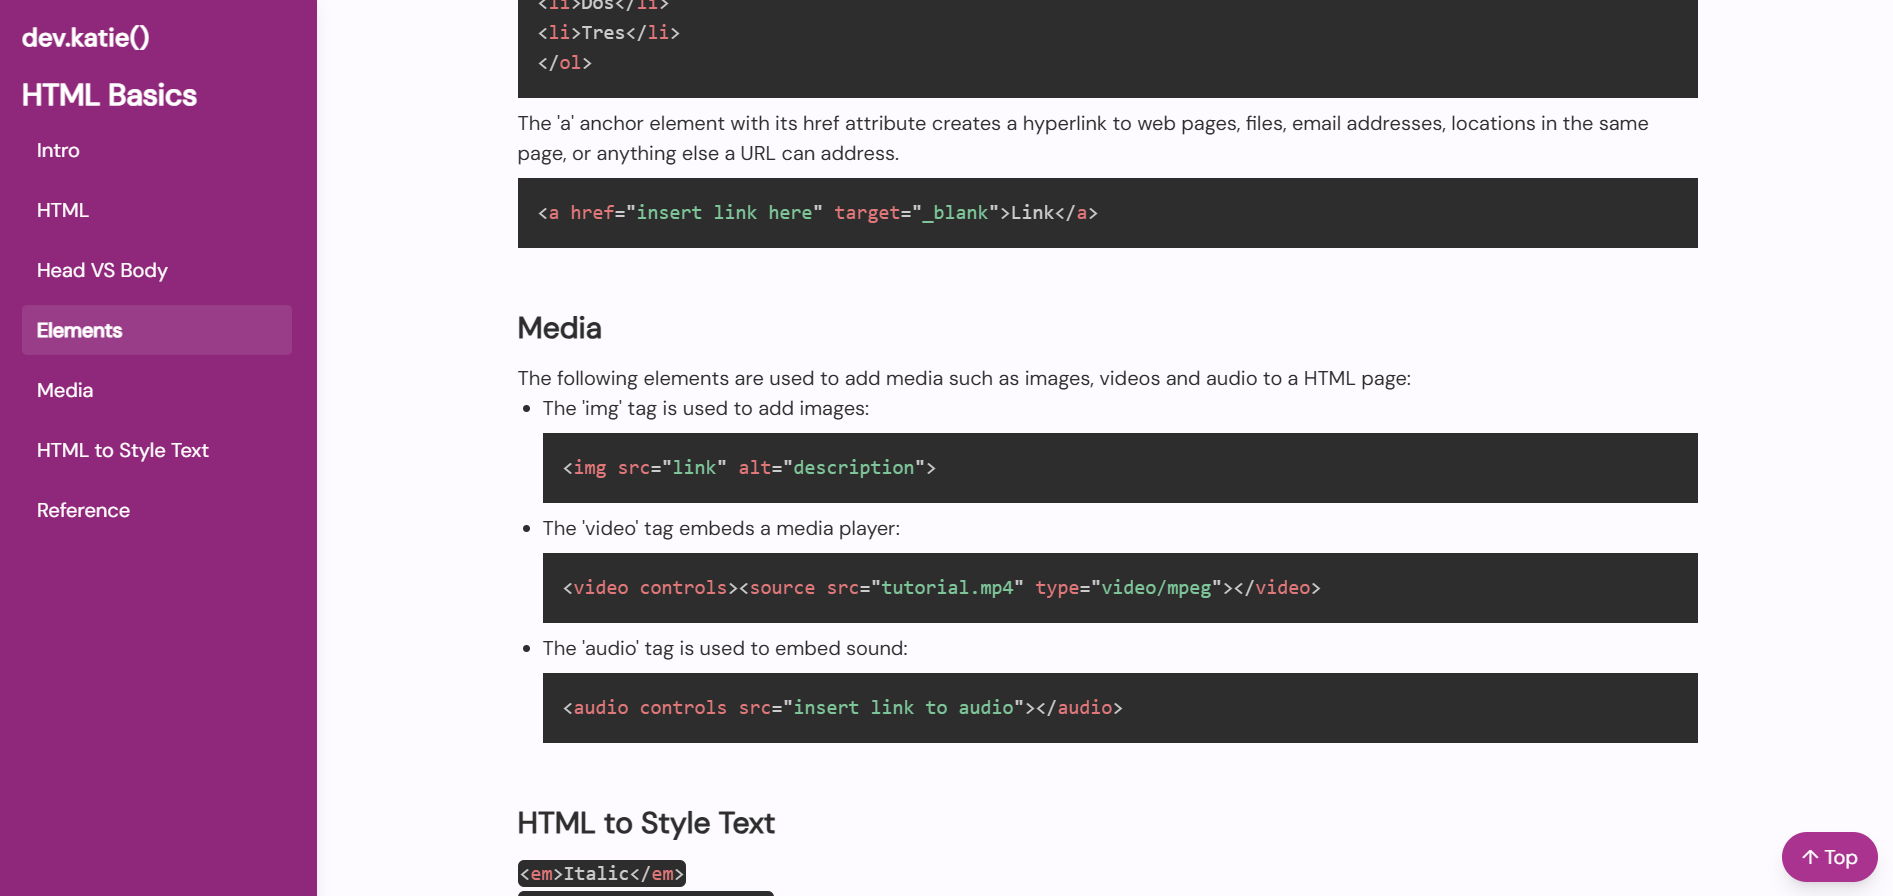 dev.katie()
HTML Basics
Intro
HTML
Head VS Body
Elements
Media
HTML to Style Text
Reference
<li>Dos</li>
<li>Tres</li>
</ol>
The 'a' anchor element with its href attribute creates a hyperlink to web pages, files, email addresses, locations in the same
page, or anything else a URL can address.
<a href="insert link here" target="_blank">Link</a>
Media
The following elements are used to add media such as images, videos and audio to a HTML page:
• The 'img' tag is used to add images:
<img src="link" alt="description">
• The 'video' tag embeds a media player:
<video controls><source src="tutorial.mp4" type="video/mpeg"></video>
• The 'audio' tag is used to embed sound:
<audio controls src="insert link to audio"></audio>
HTML to Style Text
<em>Italic</em>
↑ Top